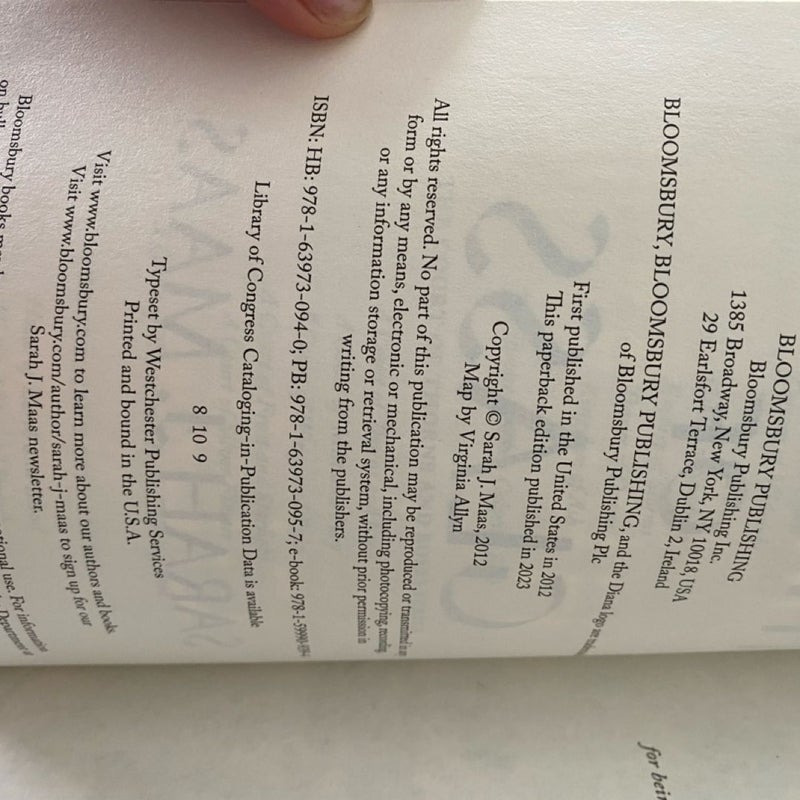 BLOOMSBURY PUBLISHING
Bloomsbury Publishing Inc.
1385 Broadway, New York, NY 10018, USA
29 Earlsfort Terrace, Dublin 2, Ireland
BLOOMSBURY, BLOOMSBURY PUBLISHING, and the Diana logo are
of Bloomsbury Publishing Plc
First published in the United States in 2012
This paperback edition published in 2023
Copyright © Sarah J. Maas, 2012
Map by Virginia Allyn
All rights reserved. No part of this publication may be reproduced or transmitted in any
form or by any means, electronic or mechanical, including photocopying, recording,
or any information storage or retrieval system, without prior permission in
writing from the publishers.
ISBN: HB: 978-1-63973-094-0; PB: 978-1-63973-095-7; e-book: 978-1-59990-
Library of Congress Cataloging-in-Publication Data is available
8 10 9
Typeset by Westchester Publishing Services
Printed and bound in the U.S.A.
Visit www.bloomsbury.com to learn more about our authors and books
Visit www.bloomsbury.com/author/sarah-j-maas to sign up for our
Sarah J. Maas newsletter.
Bloomsbury books may
use. For information
Department
for